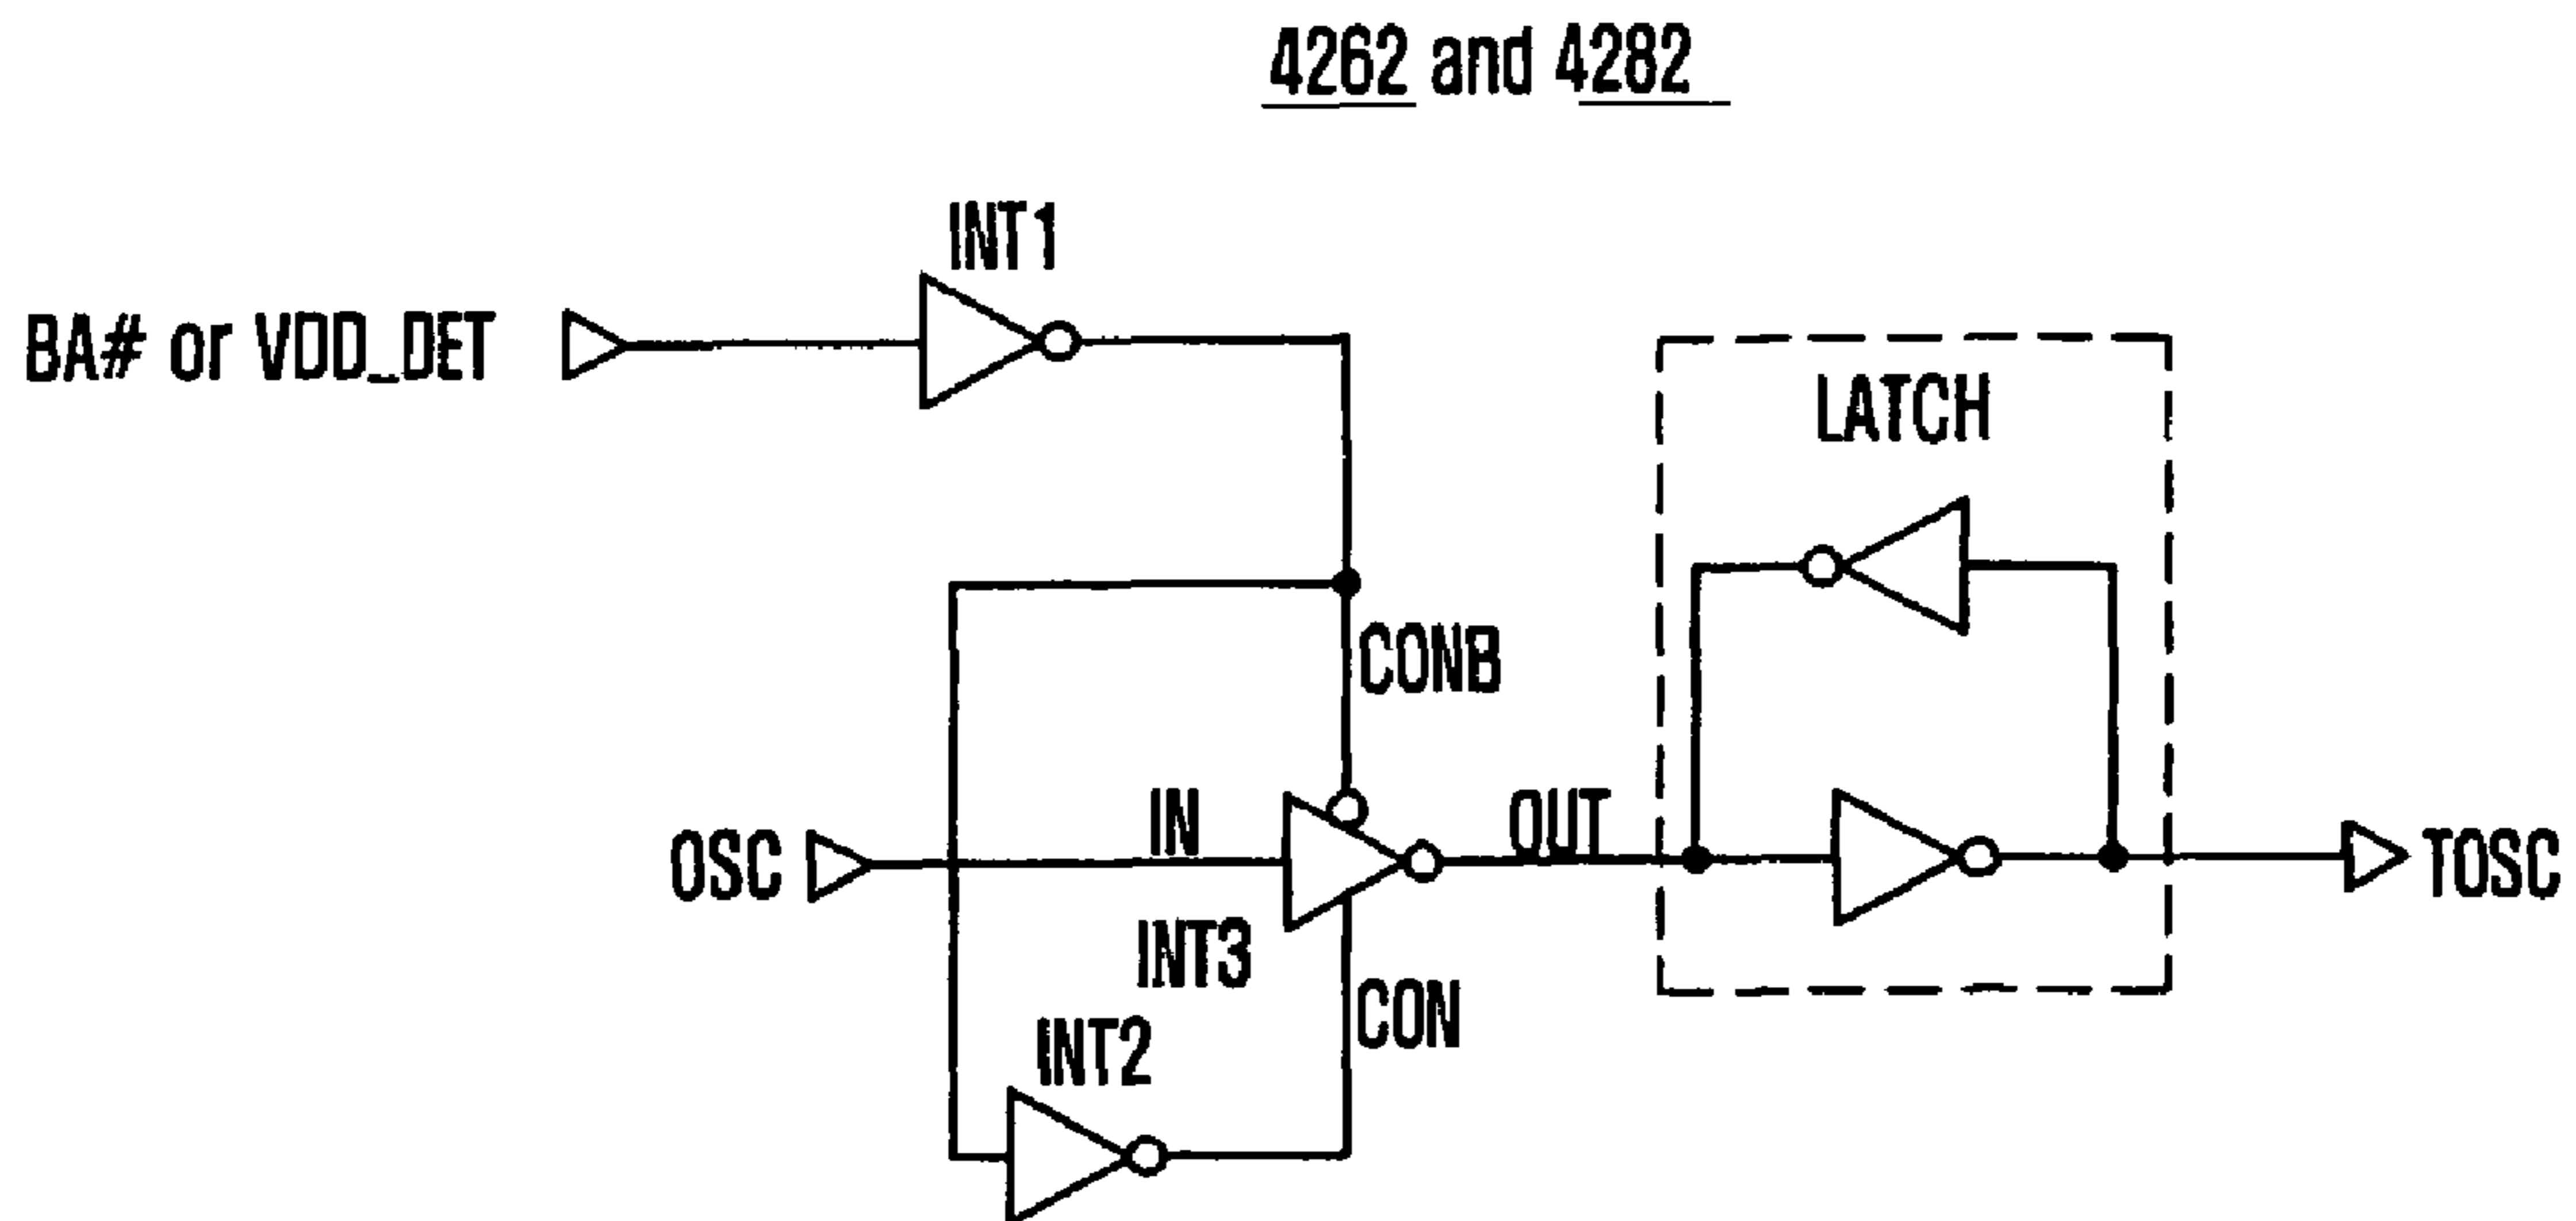 4262 and 4282
INT1
BA# or VDD_DET
LATCH
CONB
IN
OUT
OSC
TOSC
INT3
CON
INT2